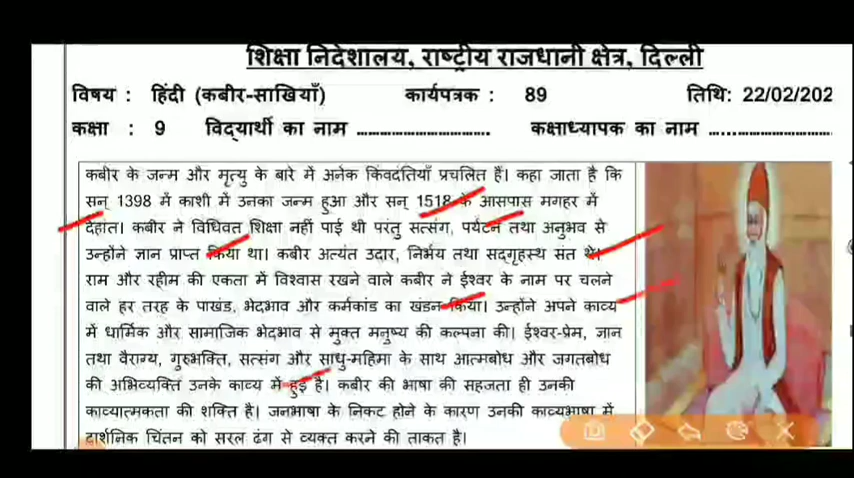 शिक्षा निदेशालय, राष्ट्रीय राजधानी क्षेत्र, दिल्ली
विषय : हिंदी (कबीर-साखियाँ) कार्यपत्रक : 89 तिथि: 22/02/202
कक्षा : 9 विद्यार्थी का नाम .................................. कक्षाध्यापक का नाम ................................
कबीर के जन्म और मृत्यु के बारे में अनेक किंवदंतियाँ प्रचलित हैं। कहा जाता है कि
सन् 1398 में काशी में उनका जन्म हुआ और सन् 1518 के आसपास मगहर में
देहांत। कबीर ने विधिवत शिक्षा नहीं पाई थी परंतु सत्संग, पर्यटन तथा अनुभव से
उन्होंने ज्ञान प्राप्त किया था। कबीर अत्यंत उदार, निर्भय तथा सद्गृहस्थ संत थे।
राम और रहीम की एकता में विश्वास रखने वाले कबीर ने ईश्वर के नाम पर चलने
वाले हर तरह के पाखंड, भेदभाव और कर्मकांड का खंडन किया। उन्होंने अपने काव्य
में धार्मिक और सामाजिक भेदभाव से मुक्त मनुष्य की कल्पना की। ईश्वर-प्रेम, ज्ञान
तथा वैराग्य, गुरुभक्ति, सत्संग और साधु-महिमा के साथ आत्मबोध और जगतबोध
की अभिव्यक्ति उनके काव्य में हुई है। कबीर की भाषा की सहजता ही उनकी
काव्यात्मकता की शक्ति है। जनभाषा के निकट होने के कारण उनकी काव्यभाषा में
दार्शनिक चिंतन को सरल ढंग से व्यक्त करने की ताकत है।